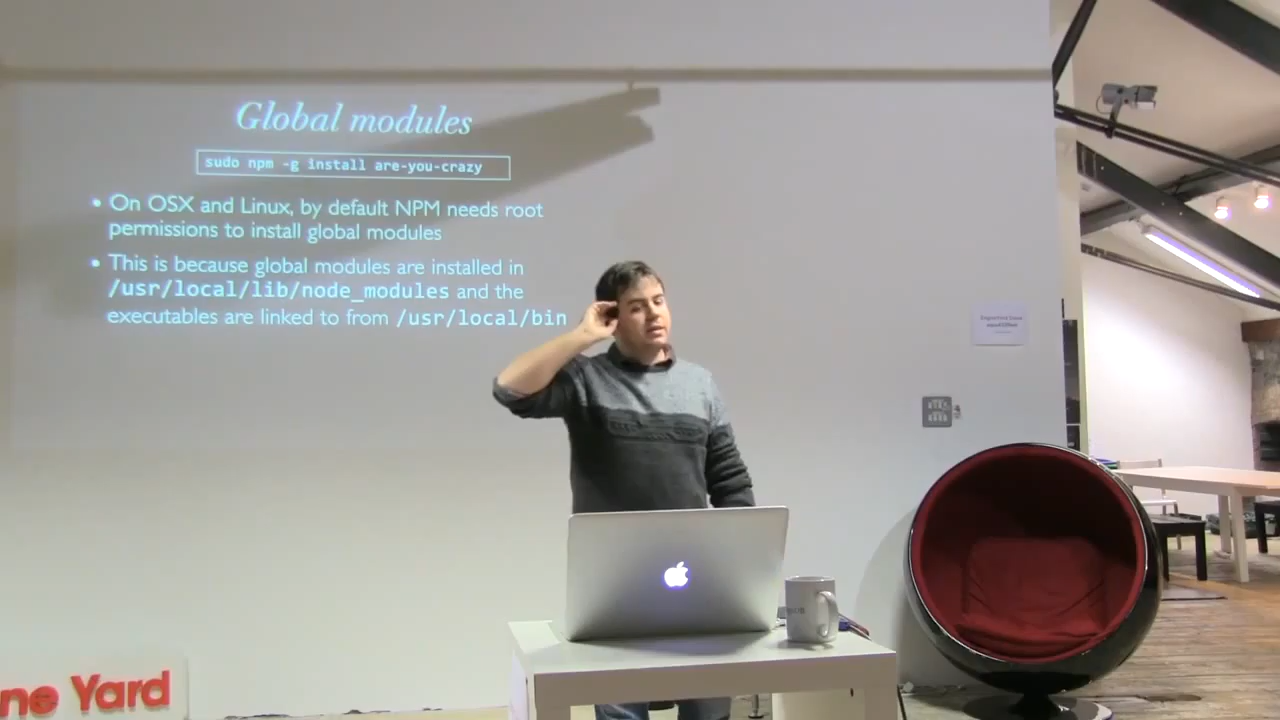 Global modules
sudo npm -g install are-you-crazy
• On OSX and Linux, by default NPM needs root
permissions to install global modules
• This is because global modules are installed in
/usr/local/lib/node_modules and the
executables are linked to from /usr/local/bin
ne Yard